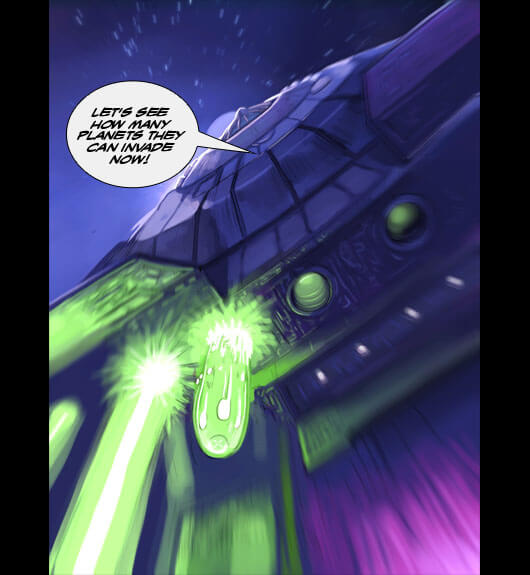 LET'S SEE
HOW MANY
PLANETS THEY
CAN INVADE
NOW!